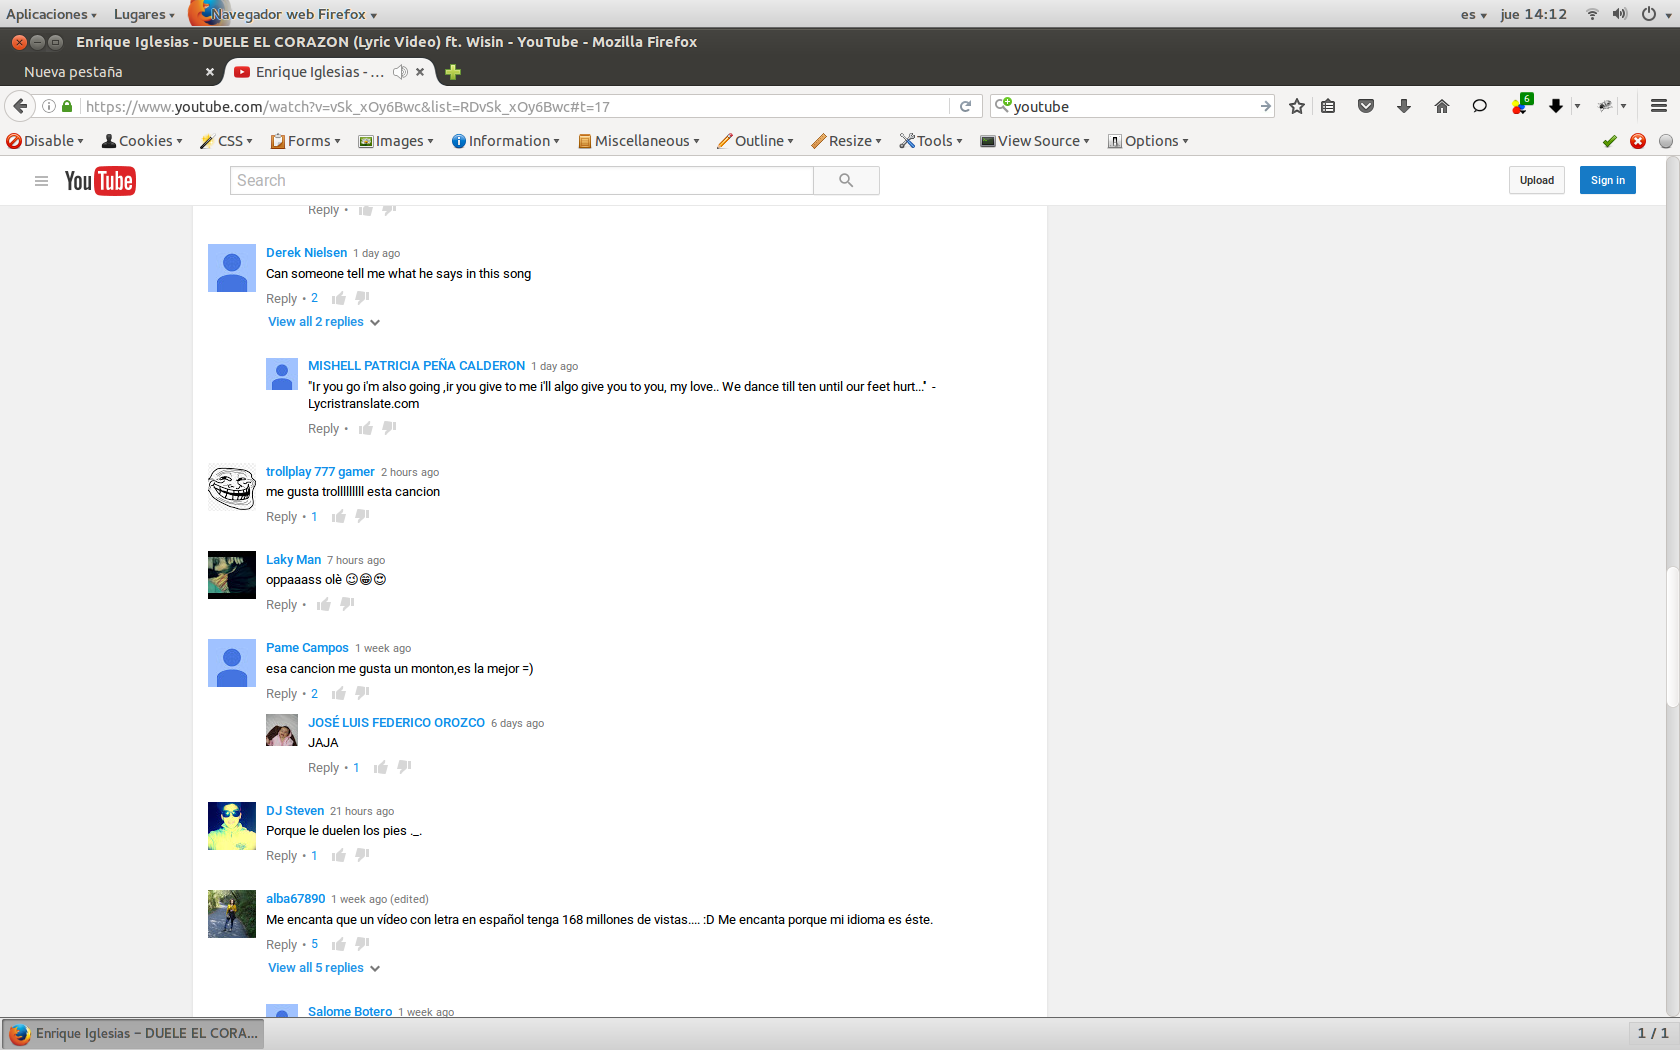 Aplicaciones Lugares Navegador web Firefox es jue 14:12
Enrique Iglesias - DUELE EL CORAZON (Lyric Video) ft. Wisin - YouTube - Mozilla Firefox
Nueva pestaña Enrique Iglesias - ...
https://www.youtube.com/watch?v=vSk_xOy6Bwc&list=RDvSk_xOy6Bwc#t=17 youtube 6
Disable Cookies CSS Forms Images Information Miscellaneous Outline Resize Tools View Source Options
YouTube Search Upload Sign in
Reply •
Derek Nielsen 1 day ago
Can someone tell me what he says in this song
Reply • 2
View all 2 replies
MISHELL PATRICIA PEÑA CALDERON 1 day ago
"Ir you go i'm also going ,ir you give to me i'll algo give you to you, my love.. We dance till ten until our feet hurt..." -
Lycristranslate.com
Reply •
trollplay 777 gamer 2 hours ago
me gusta trolllllllll esta cancion
Reply • 1
Laky Man 7 hours ago
oppaaass olè 😉😁😍
Reply •
Pame Campos 1 week ago
esa cancion me gusta un monton,es la mejor =)
Reply • 2
JOSÉ LUIS FEDERICO OROZCO 6 days ago
JAJA
Reply • 1
DJ Steven 21 hours ago
Porque le duelen los pies ._.
Reply • 1
alba67890 1 week ago (edited)
Me encanta que un vídeo con letra en español tenga 168 millones de vistas.... :D Me encanta porque mi idioma es éste.
Reply • 5
View all 5 replies
Salome Botero 1 week ago
Enrique Iglesias – DUELE EL CORA... 1 / 1